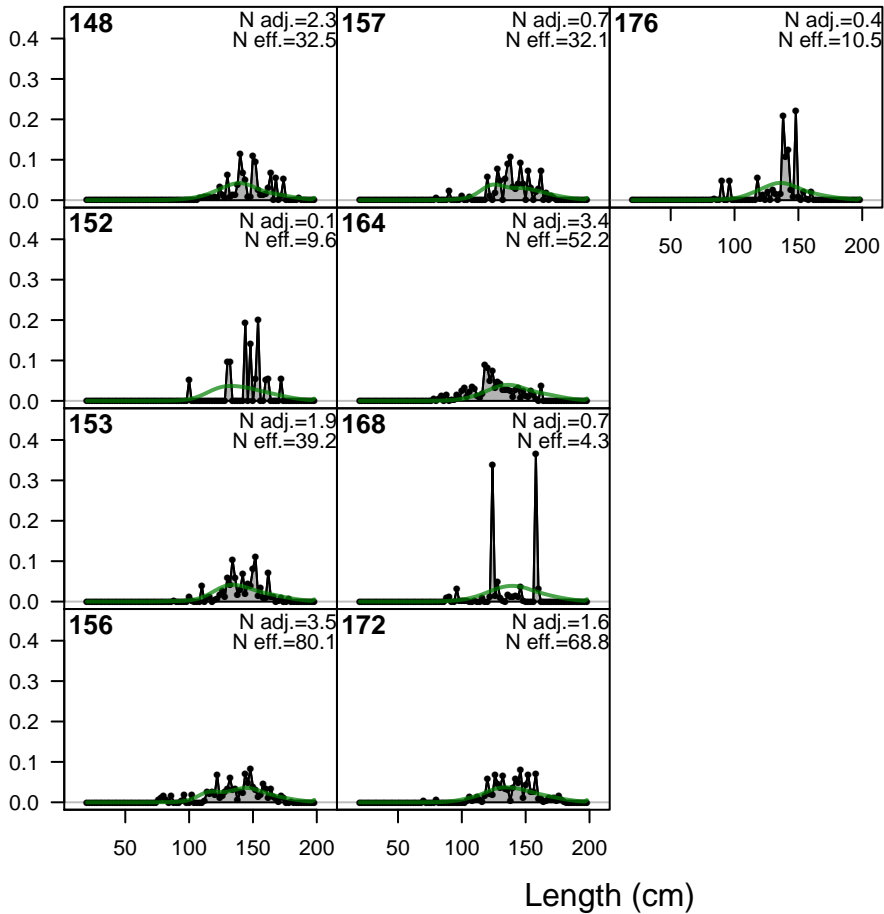 148 N adj.=2.3 157 N adj.=0.7 176 N adj.=0.4
N eff.=32.5 N eff.=32.1 N eff.=10.5
0.4
0.3
0.2
0.1
0.0
152 N adj.=0.1 164 N adj.=3.4
N eff.=9.6 N eff.=52.2
50 100 150 200
0.4
0.3
0.2
0.1
0.0
153 N adj.=1.9 168 N adj.=0.7
N eff.=39.2 N eff.=4.3
0.4
0.3
0.2
0.1
0.0
156 N adj.=3.5 172 N adj.=1.6
N eff.=80.1 N eff.=68.8
0.4
0.3
0.2
0.1
0.0
50 100 150 200 50 100 150 200
Length (cm)